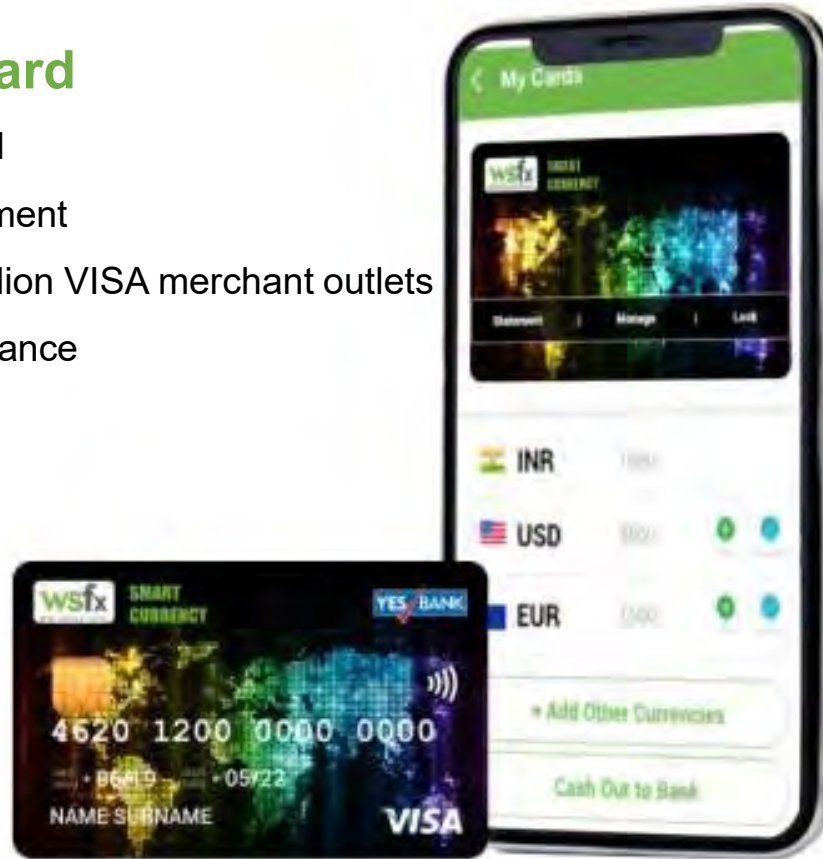 ard
l
ment
lion VISA merchant outlets
ance
My Cards
wsfx SMART
CURRENCY
Statement | Manage | Lock
INR
USD
EUR
+ Add Other Currencies
Cash Out to Bank
wsfx SMART
CURRENCY
YES BANK
4620 1200 0000 0000
05/22
NAME SURNAME
VISA